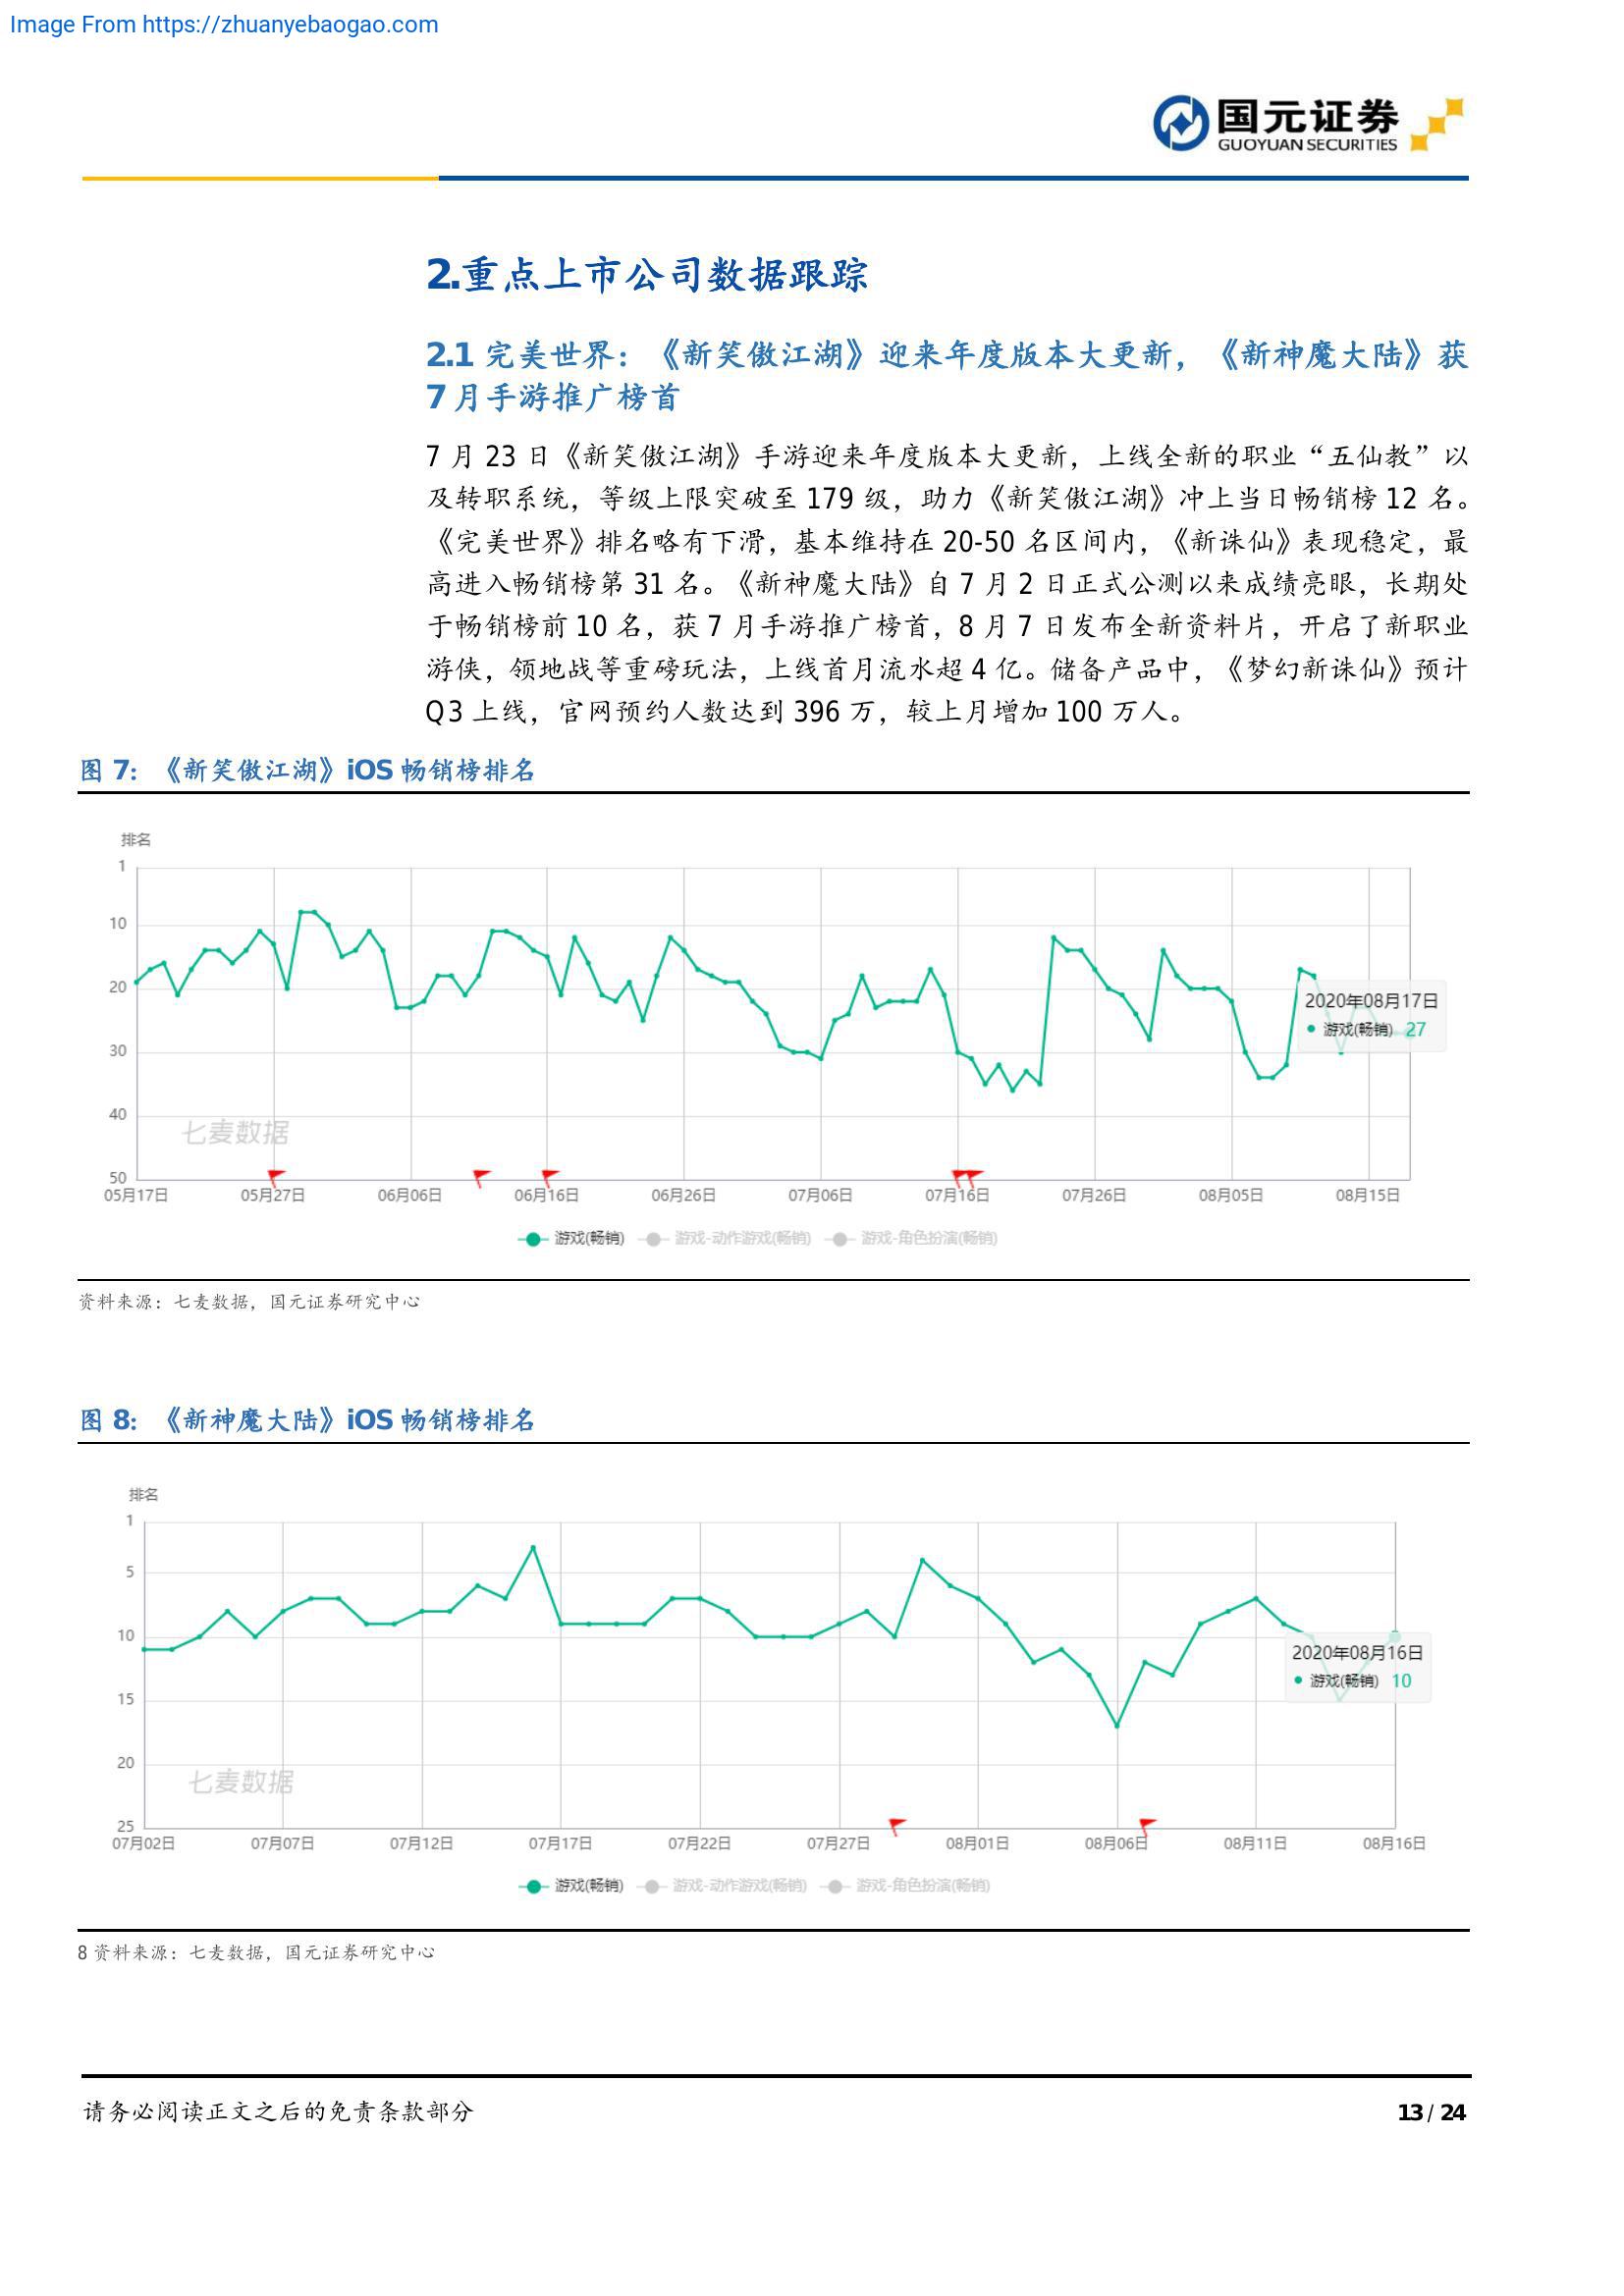 Image From https://zhuanyebaogao.com
国元证券
GUOYUAN SECURITIES
2.重点上市公司数据跟踪
2.1 完美世界：《新笑傲江湖》迎来年度版本大更新，《新神魔大陆》获
7 月手游推广榜首
7 月 23 日《新笑傲江湖》手游迎来年度版本大更新，上线全新的职业“五仙教”以
及转职系统，等级上限突破至 179 级，助力《新笑傲江湖》冲上当日畅销榜 12 名。
《完美世界》排名略有下滑，基本维持在 20-50 名区间内，《新诛仙》表现稳定，最
高进入畅销榜第 31 名。《新神魔大陆》自 7 月 2 日正式公测以来成绩亮眼，长期处
于畅销榜前 10 名，获 7 月手游推广榜首，8 月 7 日发布全新资料片，开启了新职业
游侠，领地战等重磅玩法，上线首月流水超 4 亿。储备产品中，《梦幻新诛仙》预计
Q3 上线，官网预约人数达到 396 万，较上月增加 100 万人。
图 7：《新笑傲江湖》iOS 畅销榜排名
排名
1
10
20
30
40
50
2020年08月17日
游戏(畅销) 27
七麦数据
05月17日 05月27日 06月06日 06月16日 06月26日 07月06日 07月16日 07月26日 08月05日 08月15日
游戏(畅销) 游戏-动作游戏(畅销) 游戏-角色扮演(畅销)
资料来源：七麦数据，国元证券研究中心
图 8：《新神魔大陆》iOS 畅销榜排名
排名
1
5
10
15
20
25
2020年08月16日
游戏(畅销) 10
七麦数据
07月02日 07月07日 07月12日 07月17日 07月22日 07月27日 08月01日 08月06日 08月11日 08月16日
游戏(畅销) 游戏-动作游戏(畅销) 游戏-角色扮演(畅销)
8 资料来源：七麦数据，国元证券研究中心
请务必阅读正文之后的免责条款部分
13 / 24